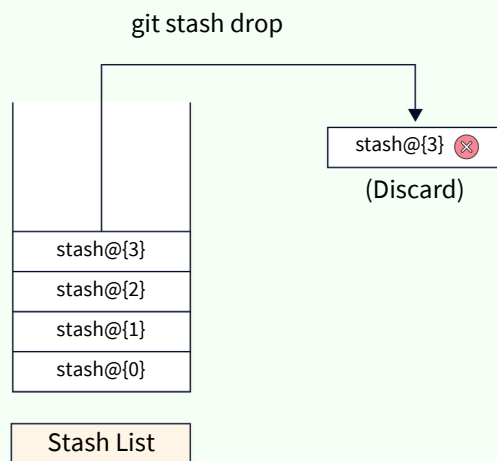 git stash drop
stash@{3}
(Discard)
stash@{3}
stash@{2}
stash@{1}
stash@{0}
Stash List